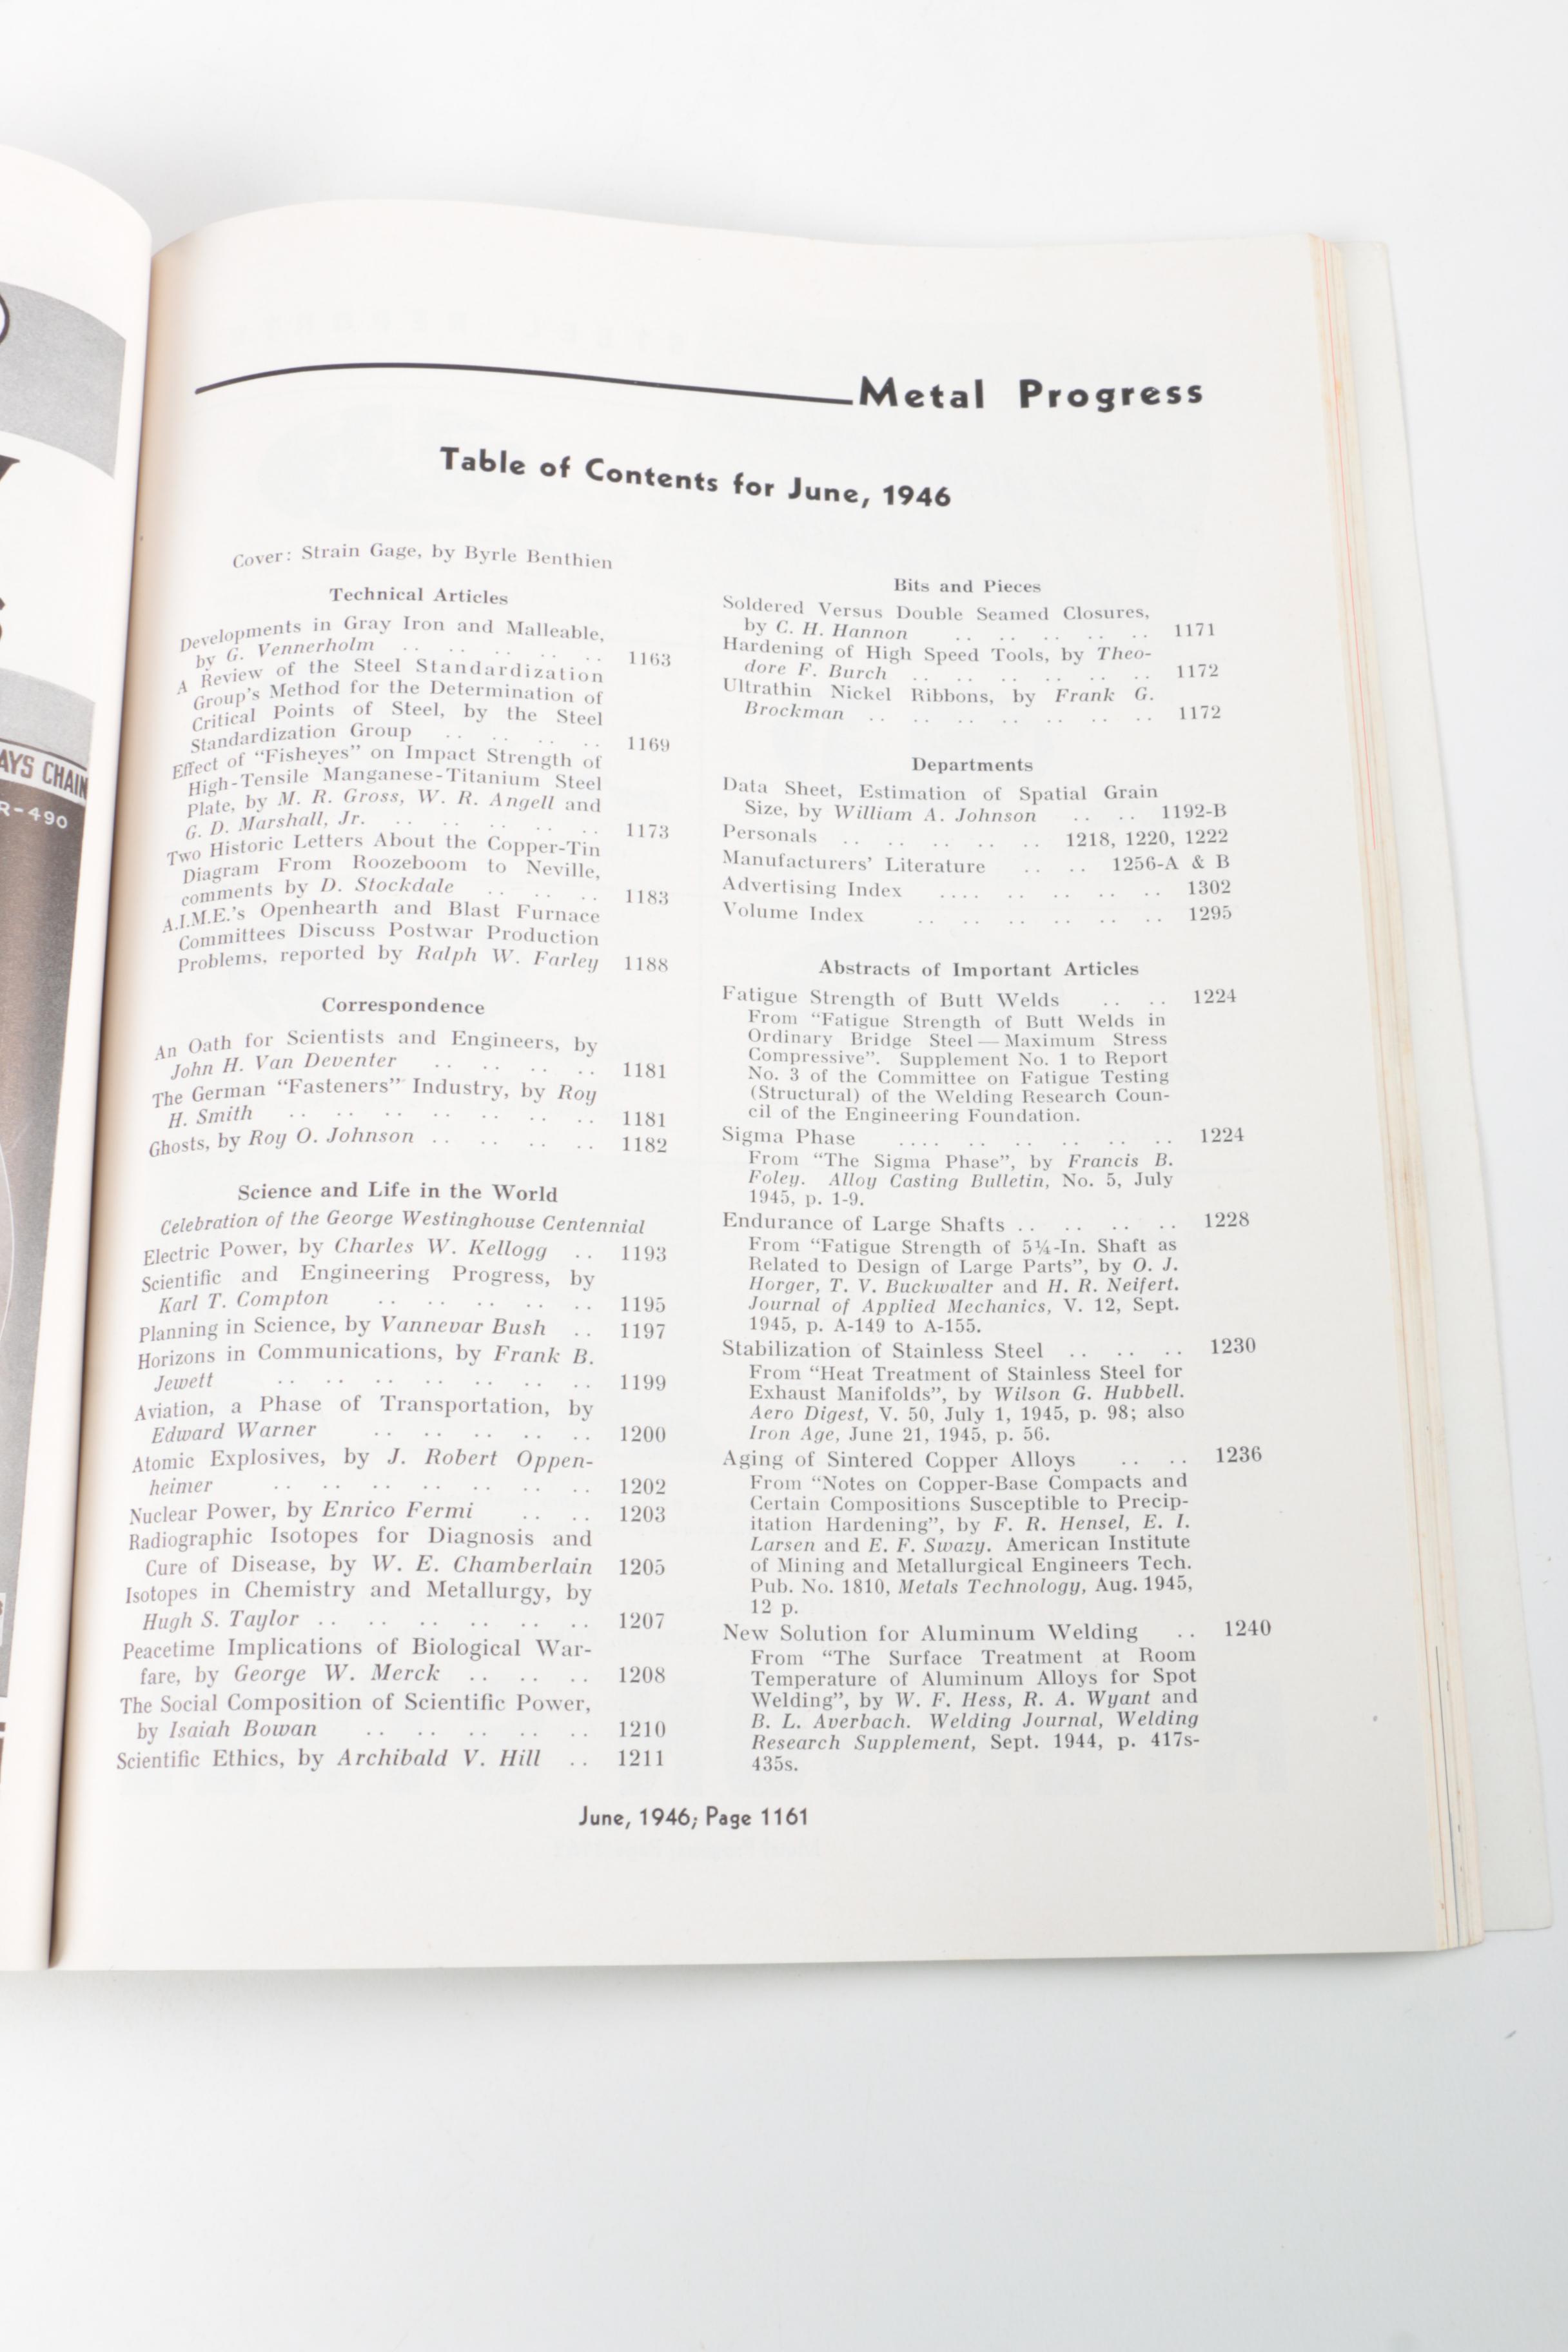 AYS CHAIN
R-490
Metal Progress
Table of Contents for June, 1946
Cover: Strain Gage, by Byrle Benthien
Technical Articles
Developments in Gray Iron and Malleable,
by G. Vennerholm .. .. .. .. .. 1163
A Review of the Steel Standardization
Group's Method for the Determination of
Critical Points of Steel, by the Steel
Standardization Group .. .. .. .. 1169
Effect of "Fisheyes" on Impact Strength of
High-Tensile Manganese-Titanium Steel
Plate, by M. R. Gross, W. R. Angell and
G. D. Marshall, Jr. .. .. .. .. .. 1173
Two Historic Letters About the Copper-Tin
Diagram From Roozeboom to Neville,
comments by D. Stockdale .. .. .. 1183
A.I.M.E.'s Openhearth and Blast Furnace
Committees Discuss Postwar Production
Problems, reported by Ralph W. Farley 1188
Correspondence
An Oath for Scientists and Engineers, by
John H. Van Deventer .. .. .. .. 1181
The German "Fasteners" Industry, by Roy
H. Smith .. .. .. .. .. .. .. 1181
Ghosts, by Roy O. Johnson .. .. .. .. 1182
Science and Life in the World
Celebration of the George Westinghouse Centennial
Electric Power, by Charles W. Kellogg .. 1193
Scientific and Engineering Progress, by
Karl T. Compton .. .. .. .. .. 1195
Planning in Science, by Vannevar Bush .. 1197
Horizons in Communications, by Frank B.
Jewett .. .. .. .. .. .. .. 1199
Aviation, a Phase of Transportation, by
Edward Warner .. .. .. .. .. 1200
Atomic Explosives, by J. Robert Oppen-
heimer .. .. .. .. .. .. .. 1202
Nuclear Power, by Enrico Fermi .. .. 1203
Radiographic Isotopes for Diagnosis and
Cure of Disease, by W. E. Chamberlain 1205
Isotopes in Chemistry and Metallurgy, by
Hugh S. Taylor .. .. .. .. .. .. 1207
Peacetime Implications of Biological War-
fare, by George W. Merck .. .. .. 1208
The Social Composition of Scientific Power,
by Isaiah Bowan .. .. .. .. .. 1210
Scientific Ethics, by Archibald V. Hill .. 1211
Bits and Pieces
Soldered Versus Double Seamed Closures,
by C. H. Hannon .. .. .. .. .. 1171
Hardening of High Speed Tools, by Theo-
dore F. Burch .. .. .. .. .. .. 1172
Ultrathin Nickel Ribbons, by Frank G.
Brockman .. .. .. .. .. .. .. 1172
Departments
Data Sheet, Estimation of Spatial Grain
Size, by William A. Johnson .. .. 1192-B
Personals .. .. .. .. .. 1218, 1220, 1222
Manufacturers' Literature .. .. 1256-A & B
Advertising Index .... .. .. .. .. 1302
Volume Index .. .. .. .. .. .. 1295
Abstracts of Important Articles
Fatigue Strength of Butt Welds .. .. 1224
From "Fatigue Strength of Butt Welds in
Ordinary Bridge Steel — Maximum Stress
Compressive". Supplement No. 1 to Report
No. 3 of the Committee on Fatigue Testing
(Structural) of the Welding Research Coun-
cil of the Engineering Foundation.
Sigma Phase .... .. .. .. .. .. 1224
From "The Sigma Phase", by Francis B.
Foley. Alloy Casting Bulletin, No. 5, July
1945, p. 1-9.
Endurance of Large Shafts .. .. .. .. 1228
From "Fatigue Strength of 5¼-In. Shaft as
Related to Design of Large Parts", by O. J.
Horger, T. V. Buckwalter and H. R. Neifert.
Journal of Applied Mechanics, V. 12, Sept.
1945, p. A-149 to A-155.
Stabilization of Stainless Steel .. .. .. 1230
From "Heat Treatment of Stainless Steel for
Exhaust Manifolds", by Wilson G. Hubbell.
Aero Digest, V. 50, July 1, 1945, p. 98; also
Iron Age, June 21, 1945, p. 56.
Aging of Sintered Copper Alloys .. .. 1236
From "Notes on Copper-Base Compacts and
Certain Compositions Susceptible to Precip-
itation Hardening", by F. R. Hensel, E. I.
Larsen and E. F. Swazy. American Institute
of Mining and Metallurgical Engineers Tech.
Pub. No. 1810, Metals Technology, Aug. 1945,
12 p.
New Solution for Aluminum Welding .. 1240
From "The Surface Treatment at Room
Temperature of Aluminum Alloys for Spot
Welding", by W. F. Hess, R. A. Wyant and
B. L. Averbach. Welding Journal, Welding
Research Supplement, Sept. 1944, p. 417s-
435s.
June, 1946; Page 1161